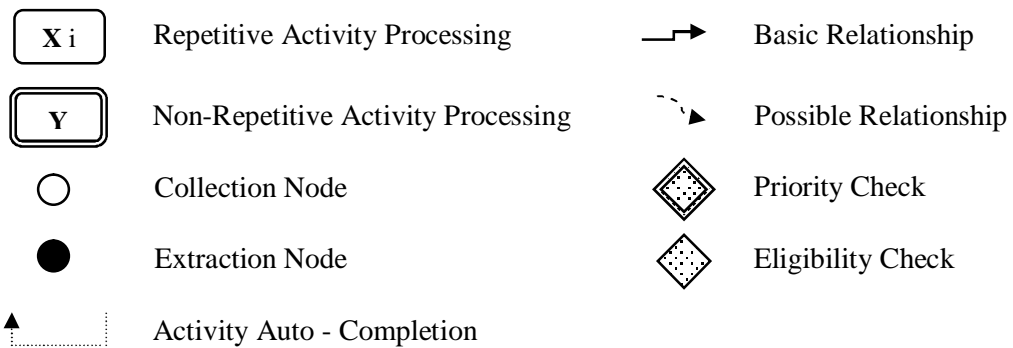 X i Repetitive Activity Processing Basic Relationship
Y Non-Repetitive Activity Processing Possible Relationship
Collection Node Priority Check
Extraction Node Eligibility Check
Activity Auto - Completion